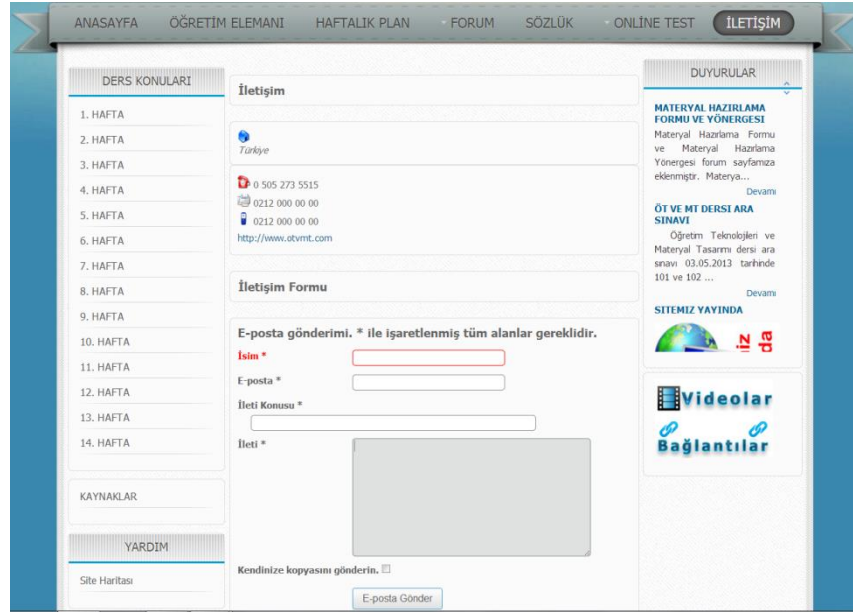 ANASAYFA ÖĞRETİM ELEMANI HAFTALIK PLAN FORUM SÖZLÜK ONLİNE TEST İLETİŞİM
DERS KONULARI
1. HAFTA
2. HAFTA
3. HAFTA
4. HAFTA
5. HAFTA
6. HAFTA
7. HAFTA
8. HAFTA
9. HAFTA
10. HAFTA
11. HAFTA
12. HAFTA
13. HAFTA
14. HAFTA
KAYNAKLAR
YARDIM
Site Haritası
İletişim
Türkiye
0 505 273 5515
0212 000 00 00
0212 000 00 00
http://www.otvmt.com
İletişim Formu
E-posta gönderimi. * ile işaretlenmiş tüm alanlar gereklidir.
İsim *
E-posta *
İleti Konusu *
İleti *
Kendinize kopyasını gönderin.
E-posta Gönder
DUYURULAR
MATERYAL HAZIRLAMA
FORMU VE YÖNERGESI
Materyal Hazırlama Formu
ve Materyal Hazırlama
Yönergesi forum sayfamıza
eklenmiştir. Materya...
Devamı
ÖT VE MT DERSI ARA
SINAVI
Öğretim Teknolojileri ve
Materyal Tasarımı dersi ara
sınavı 03.05.2013 tarihinde
101 ve 102 ...
Devamı
SITEMIZ YAYINDA
iz
da
Videolar
Bağlantılar